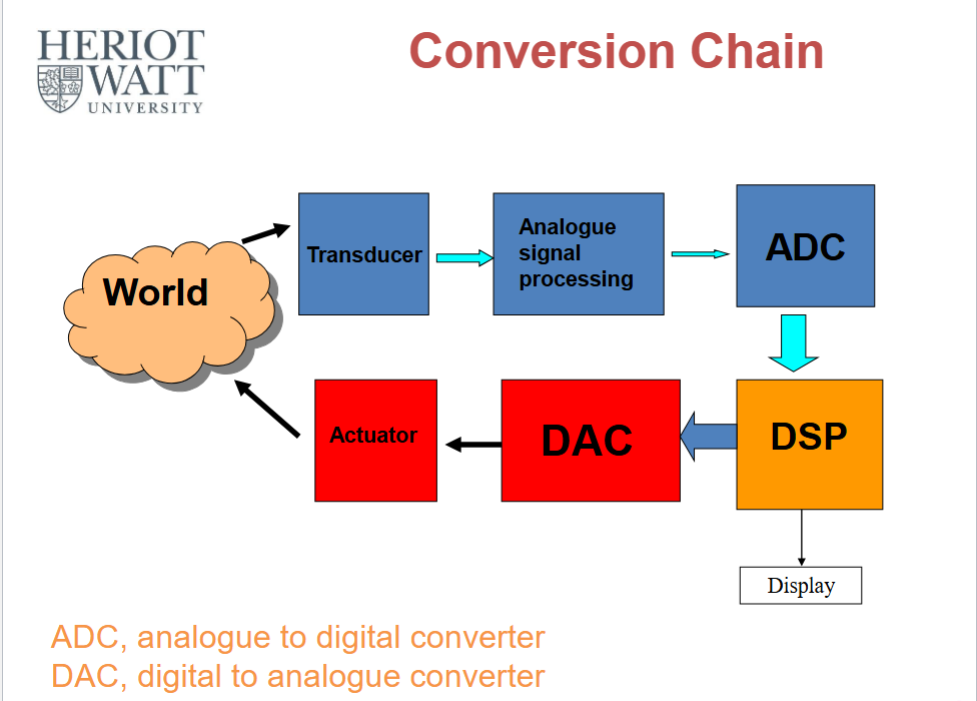 HERIOT
WATT
UNIVERSITY
Conversion Chain
World
Transducer
Analogue
signal
processing
ADC
Actuator
DAC
DSP
Display
ADC, analogue to digital converter
DAC, digital to analogue converter